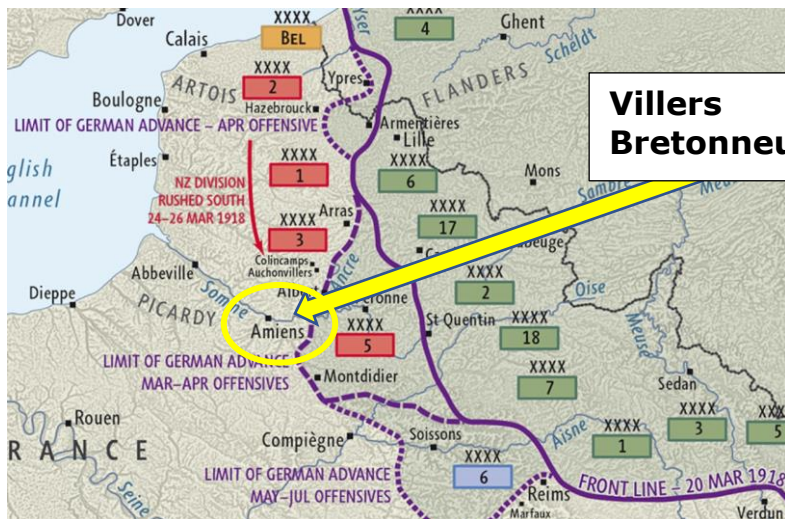 Dover
XXXX
BEL
XXXX
4
Ghent
Scheldt
Calais
Yser
ARTOIS
XXXX
2
Ypres
FLANDERS
Boulogne
Hazebrouck
LIMIT OF GERMAN ADVANCE – APR OFFENSIVE
Armentières
Lille
Villers
Bretonneu
Étaples
XXXX
1
XXXX
6
Mons
glish
annel
NZ DIVISION
RUSHED SOUTH
24–26 MAR 1918
Sambre
Arras
XXXX
17
XXXX
3
Colincamps
Auchonvillers
Ancre
beuge
Abbeville
XXXX
2
Oise
Dieppe
Somme
PICARDY
Amiens
XXXX
5
St Quentin
XXXX
18
Meuse
LIMIT OF GERMAN ADVANCE
MAR–APR OFFENSIVES
Montdidier
XXXX
7
Sedan
Rouen
RANCE
Compiègne
Soissons
Aisne
XXXX
1
XXXX
3
XXXX
5
LIMIT OF GERMAN ADVANCE
MAY–JUL OFFENSIVES
XXXX
6
FRONT LINE – 20 MAR 1918
Reims
Seine
Marfaux
Verdun